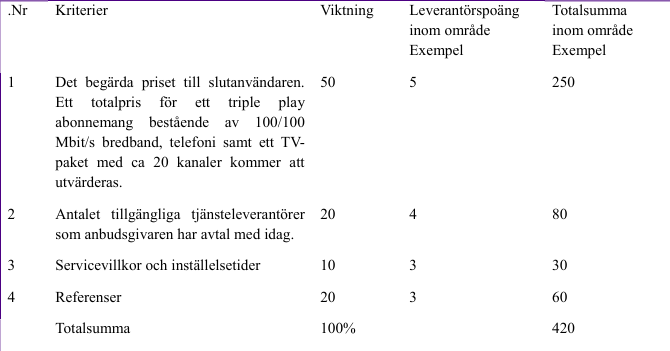 .Nr Kriterier Viktning Leverantörspoäng Totalsumma
inom område inom område
Exempel Exempel
1 Det begärda priset till slutanvändaren. 50 5 250
Ett totalpris för ett triple play
abonnemang bestående av 100/100
Mbit/s bredband, telefoni samt ett TV-
paket med ca 20 kanaler kommer att
utvärderas.
2 Antalet tillgängliga tjänsteleverantörer 20 4 80
som anbudsgivaren har avtal med idag.
3 Servicevillkor och inställelsetider 10 3 30
4 Referenser 20 3 60
Totalsumma 100% 420